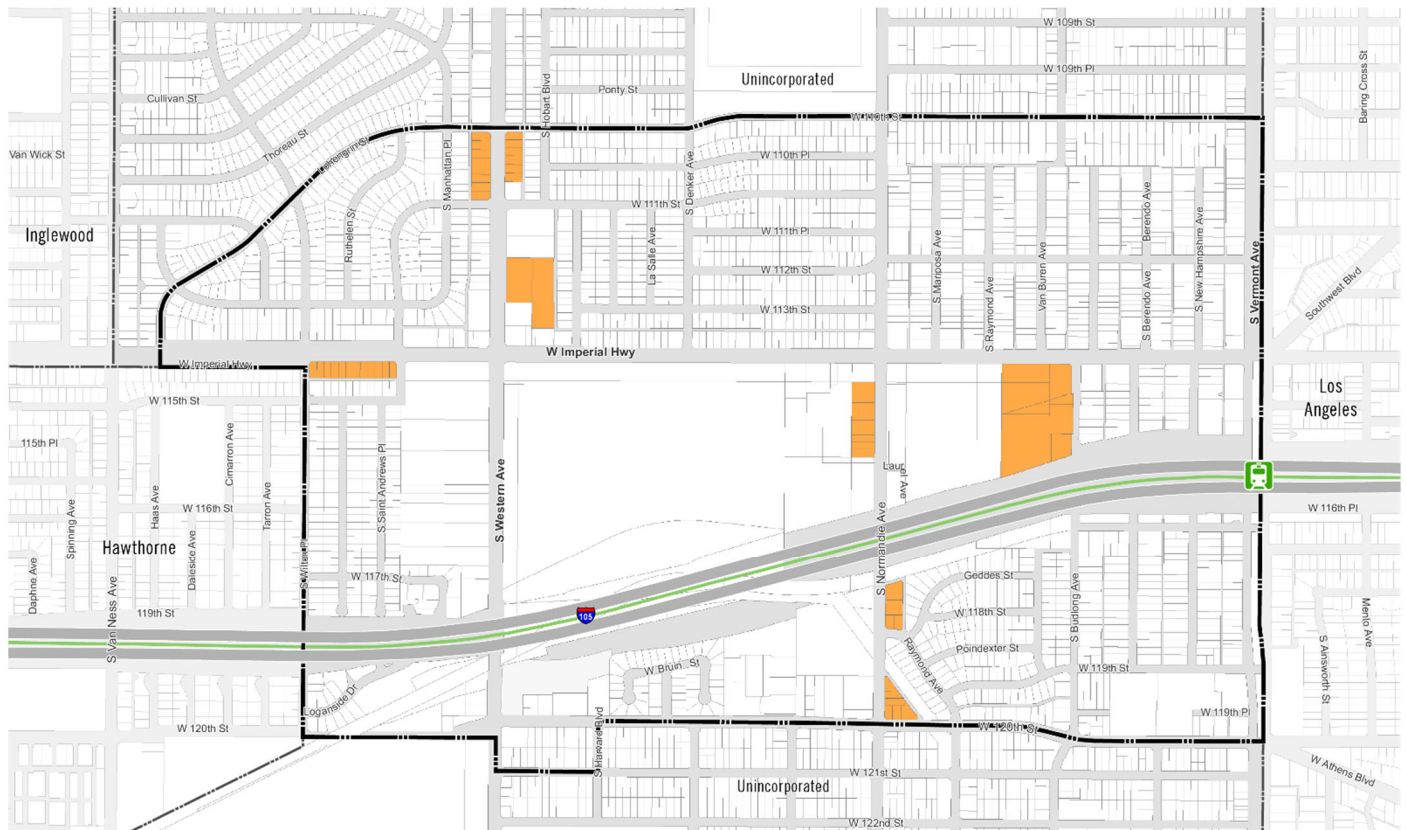 W 109th St
Baring Cross St
W 109th Pl
Unincorporated
Cullivan St
Ponty St
S Hobart Blvd
W 110th St
Thoreau St
S Manhattan Pl
Van Wick St
W 110th Pl
S Denker Ave
W 111th St
Inglewood
Ruthelen St
La Salle Ave
W 111th Pl
S Mariposa Ave
S Raymond Ave
Van Buren Ave
Berendo Ave
S Berendo Ave
S New Hampshire Ave
S Vermont Ave
W 112th St
Southwest Blvd
W 113th St
W Imperial Hwy
W Imperial Hwy
Los
Angeles
W 115th St
115th Pl
Cimarron Ave
S Saint Andrews Pl
S Western Ave
Laurel Ave
Spinning Ave
Haas Ave
Tarron Ave
W 116th St
W 116th Pl
Hawthorne
Daleside Ave
S Wilton Pl
S Normandie Ave
Daphne Ave
W 117th St
Geddes St
105
119th St
W 118th St
S Budlong Ave
S Van Ness Ave
Raymond Ave
Poindexter St
S Ainsworth St
Menlo Ave
W Bruin St
W 119th St
Loganside Dr
W 119th Pl
W 120th St
S Harvard Blvd
W 120th St
W 121st St
Unincorporated
W Athens Blvd
W 122nd St